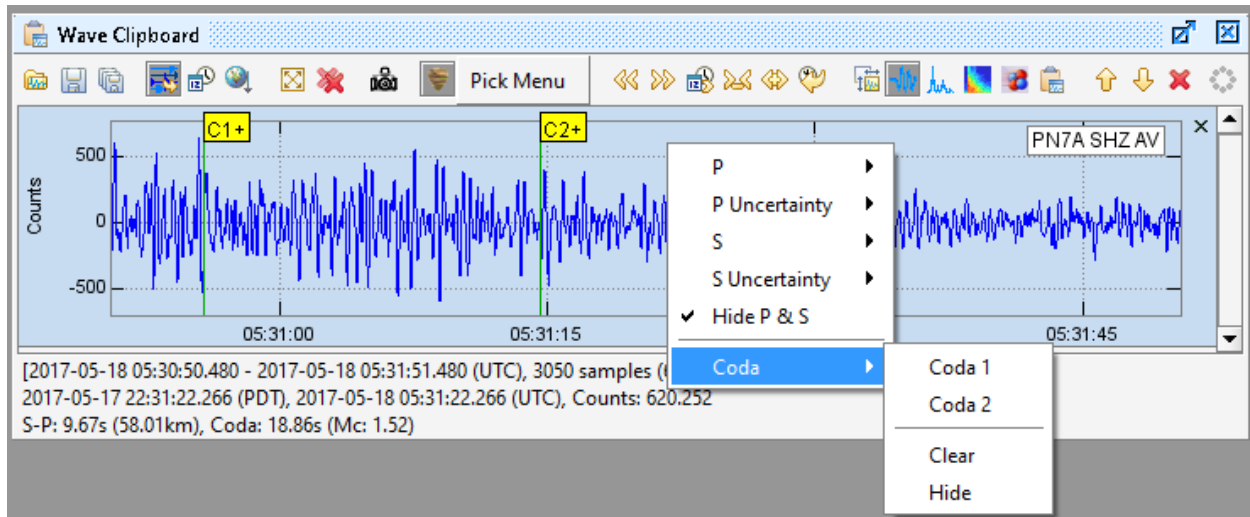 Wave Clipboard
Pick Menu
C1+
C2+
PN7A SHZ AV
500
0
-500
Counts
05:31:00
05:31:15
05:31:45
P
P Uncertainty
S
S Uncertainty
Hide P & S
Coda
Coda 1
Coda 2
Clear
Hide
[2017-05-18 05:30:50.480 - 2017-05-18 05:31:51.480 (UTC), 3050 samples (
2017-05-17 22:31:22.266 (PDT), 2017-05-18 05:31:22.266 (UTC), Counts: 620.252
S-P: 9.67s (58.01km), Coda: 18.86s (Mc: 1.52)